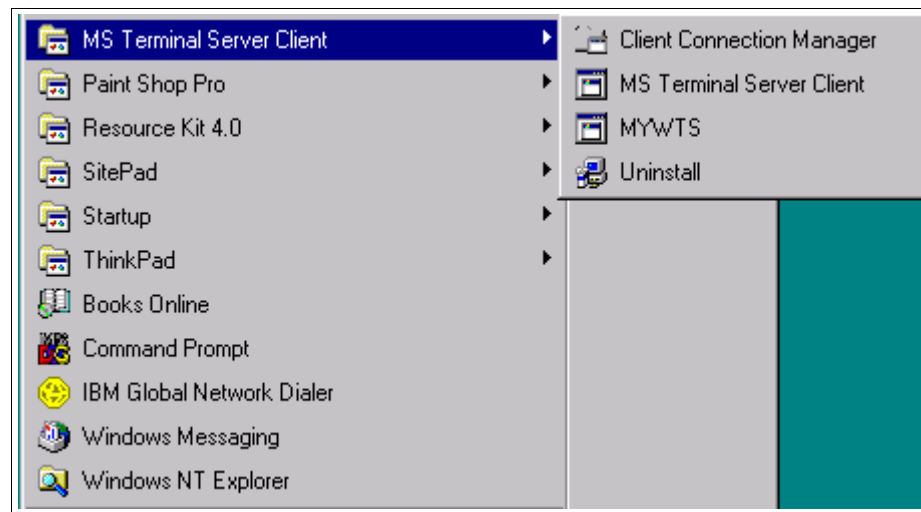 MS Terminal Server Client
Paint Shop Pro
Resource Kit 4.0
SitePad
Startup
ThinkPad
Books Online
Command Prompt
IBM Global Network Dialer
Windows Messaging
Windows NT Explorer
Client Connection Manager
MS Terminal Server Client
MYWTS
Uninstall